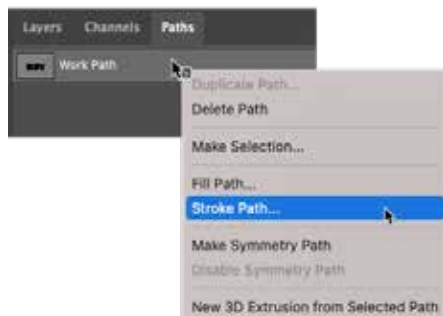 Layers Channels Paths
Work Path
Duplicate Path...
Delete Path
Make Selection...
Fill Path...
Stroke Path...
Make Symmetry Path
Disable Symmetry Path
New 3D Extrusion from Selected Path